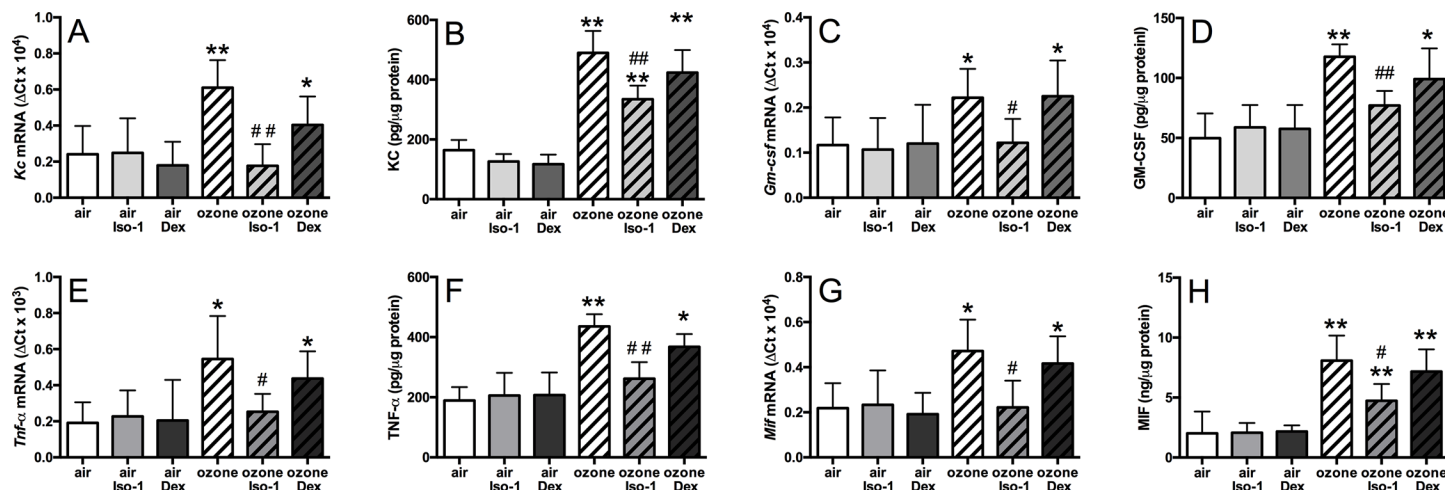 A
Kc mRNA (ΔCt x 10⁴)
1.0
0.8
0.6
0.4
0.2
0.0
**
# #
*
air air air ozone ozone ozone
Iso-1 Dex Iso-1 Dex
B
KC (pg/µg protein)
600
400
200
0
**
##
**
**
air air air ozone ozone ozone
Iso-1 Dex Iso-1 Dex
C
Gm-csf mRNA (ΔCt x 10⁴)
0.4
0.3
0.2
0.1
0.0
*
#
*
air air air ozone ozone ozone
Iso-1 Dex Iso-1 Dex
D
GM-CSF (pg/µg proteinl)
150
100
50
0
**
##
*
air air air ozone ozone ozone
Iso-1 Dex Iso-1 Dex
E
Tnf-α mRNA (ΔCt x 10³)
1.0
0.8
0.6
0.4
0.2
0.0
*
#
*
air air air ozone ozone ozone
Iso-1 Dex Iso-1 Dex
F
TNF-α (pg/µg protein)
600
400
200
0
**
# #
*
air air air ozone ozone ozone
Iso-1 Dex Iso-1 Dex
G
Mif mRNA (ΔCt x 10⁴)
0.8
0.6
0.4
0.2
0.0
*
#
*
air air air ozone ozone ozone
Iso-1 Dex Iso-1 Dex
H
MIF (ng/µg protein)
15
10
5
0
**
#
**
**
air air air ozone ozone ozone
Iso-1 Dex Iso-1 Dex